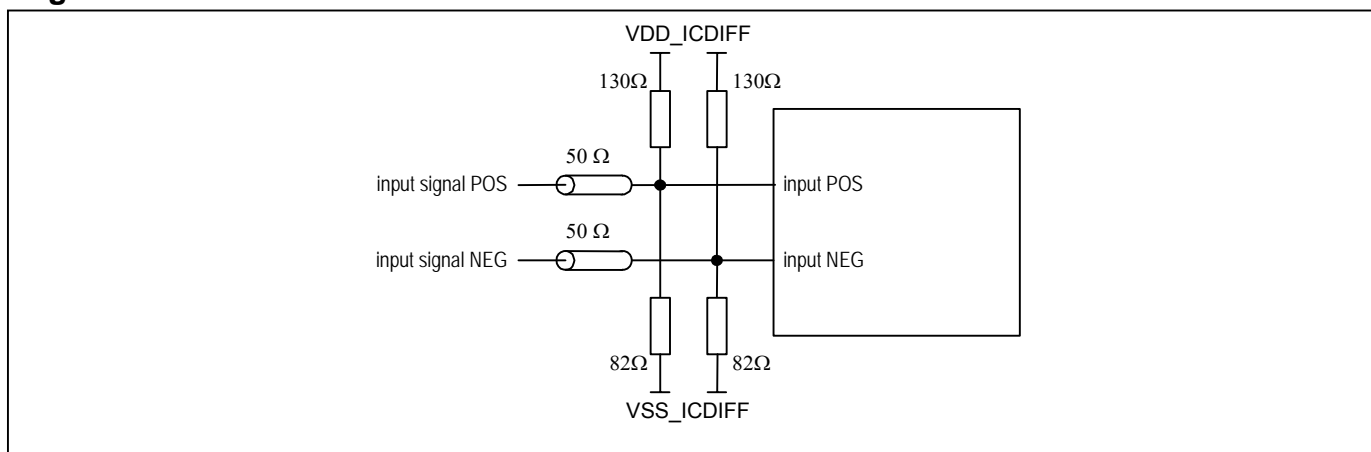 VDD_ICDIFF
130Ω 130Ω
50 Ω
input signal POS input POS
50 Ω
input signal NEG input NEG
82Ω 82Ω
VSS_ICDIFF